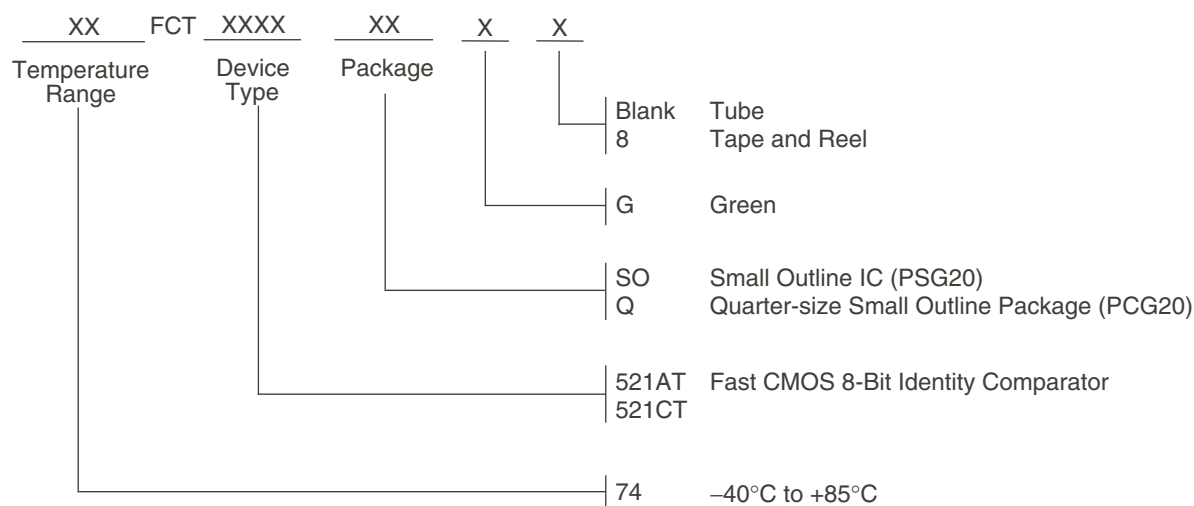 XX FCT XXXX XX X X
Temperature Range
Device Type
Package
Blank Tube
8 Tape and Reel
G Green
SO Small Outline IC (PSG20)
Q Quarter-size Small Outline Package (PCG20)
521AT Fast CMOS 8-Bit Identity Comparator
521CT
74 –40°C to +85°C